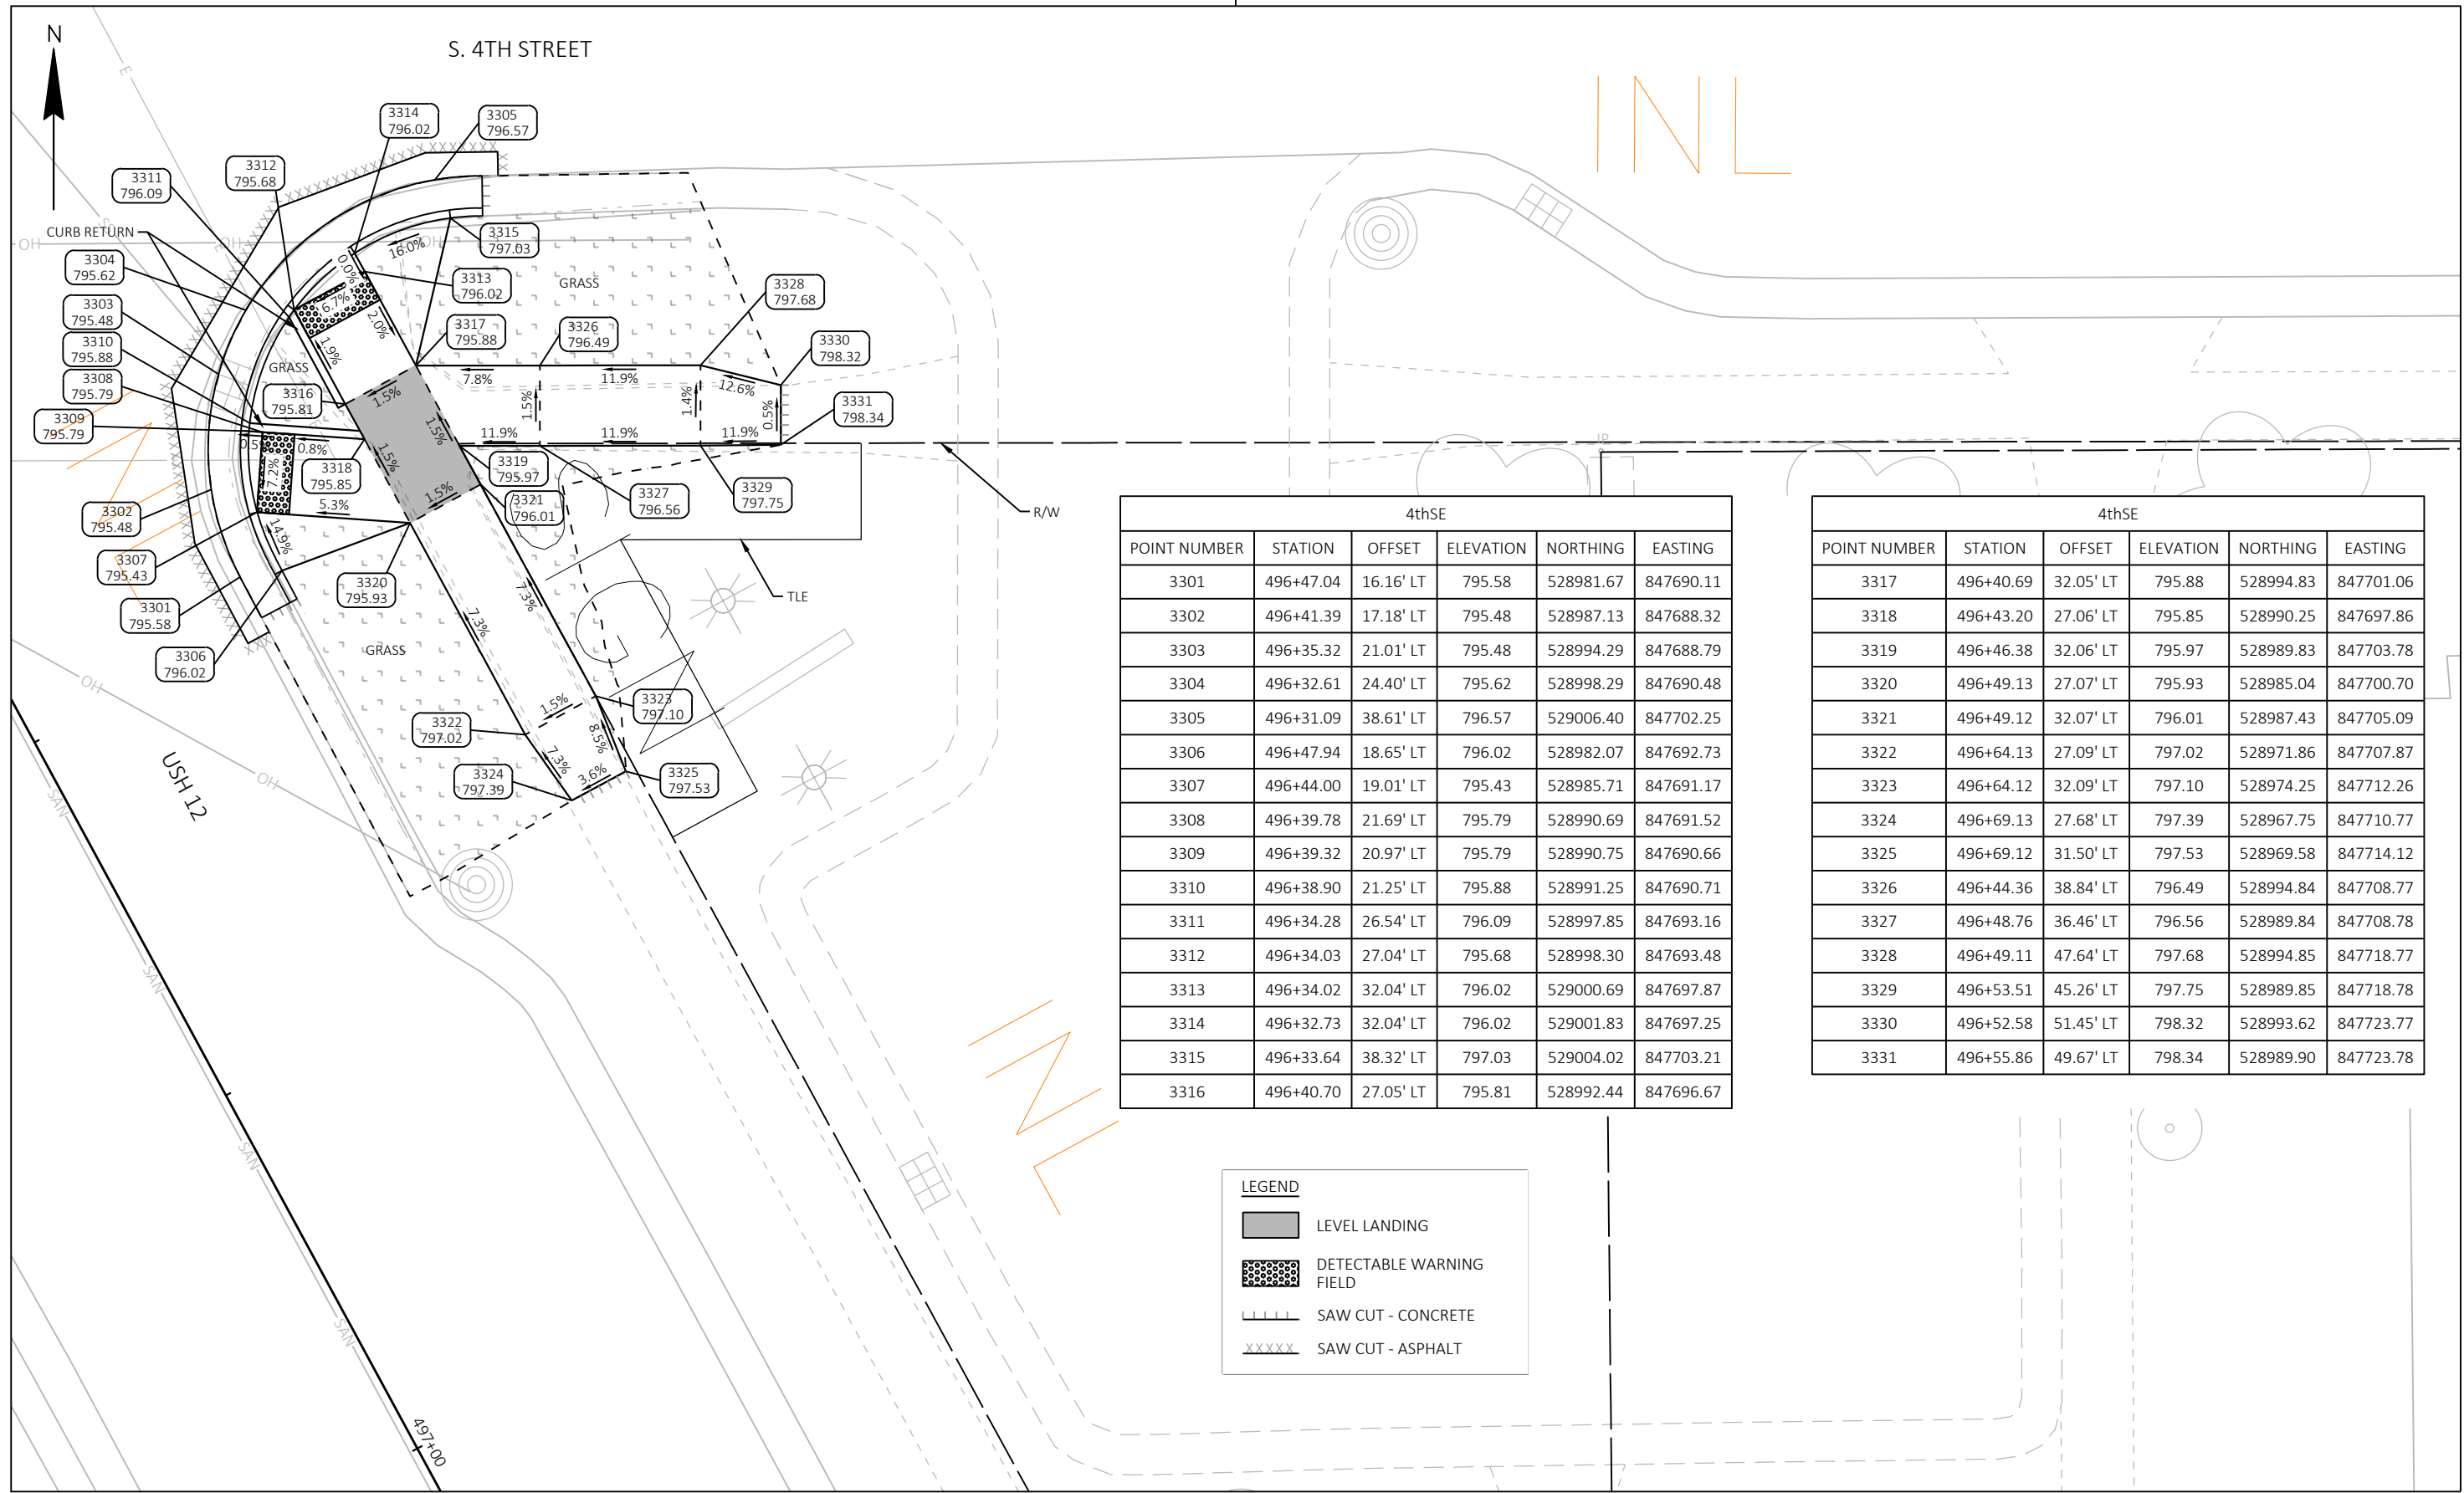 N
S. 4TH STREET
INL
E
3314
796.02
3305
796.57
3312
795.68
3311
796.09
CURB RETURN
OH
OH
OH
3304
795.62
3303
795.48
3310
795.88
3308
795.79
3309
795.79
3302
795.48
3307
795.43
3301
795.58
3306
796.02
3315
797.03
3313
796.02
3317
795.88
3326
796.49
3328
797.68
3330
798.32
3331
798.34
3316
795.81
3318
795.85
3319
795.97
3321
796.01
3327
796.56
3329
797.75
3320
795.93
3322
797.02
3323
797.10
3324
797.39
3325
797.53
GRASS
GRASS
GRASS
16.0%
0.0%
6.7%
2.0%
1.9%
1.5%
1.5%
1.5%
1.5%
7.8%
11.9%
12.6%
1.5%
1.4%
0.5%
11.9%
11.9%
11.9%
0.5%
0.8%
7.2%
5.3%
14.9%
7.3%
7.3%
1.5%
7.3%
8.5%
3.6%
R/W
TLE
IP
OH
OH
USH 12
SAN
SAN
SAN
SAN
497+00
INL
4thSE
POINT NUMBER STATION OFFSET ELEVATION NORTHING EASTING
3301 496+47.04 16.16' LT 795.58 528981.67 847690.11
3302 496+41.39 17.18' LT 795.48 528987.13 847688.32
3303 496+35.32 21.01' LT 795.48 528994.29 847688.79
3304 496+32.61 24.40' LT 795.62 528998.29 847690.48
3305 496+31.09 38.61' LT 796.57 529006.40 847702.25
3306 496+47.94 18.65' LT 796.02 528982.07 847692.73
3307 496+44.00 19.01' LT 795.43 528985.71 847691.17
3308 496+39.78 21.69' LT 795.79 528990.69 847691.52
3309 496+39.32 20.97' LT 795.79 528990.75 847690.66
3310 496+38.90 21.25' LT 795.88 528991.25 847690.71
3311 496+34.28 26.54' LT 796.09 528997.85 847693.16
3312 496+34.03 27.04' LT 795.68 528998.30 847693.48
3313 496+34.02 32.04' LT 796.02 529000.69 847697.87
3314 496+32.73 32.04' LT 796.02 529001.83 847697.25
3315 496+33.64 38.32' LT 797.03 529004.02 847703.21
3316 496+40.70 27.05' LT 795.81 528992.44 847696.67
4thSE
POINT NUMBER STATION OFFSET ELEVATION NORTHING EASTING
3317 496+40.69 32.05' LT 795.88 528994.83 847701.06
3318 496+43.20 27.06' LT 795.85 528990.25 847697.86
3319 496+46.38 32.06' LT 795.97 528989.83 847703.78
3320 496+49.13 27.07' LT 795.93 528985.04 847700.70
3321 496+49.12 32.07' LT 796.01 528987.43 847705.09
3322 496+64.13 27.09' LT 797.02 528971.86 847707.87
3323 496+64.12 32.09' LT 797.10 528974.25 847712.26
3324 496+69.13 27.68' LT 797.39 528967.75 847710.77
3325 496+69.12 31.50' LT 797.53 528969.58 847714.12
3326 496+44.36 38.84' LT 796.49 528994.84 847708.77
3327 496+48.76 36.46' LT 796.56 528989.84 847708.78
3328 496+49.11 47.64' LT 797.68 528994.85 847718.77
3329 496+53.51 45.26' LT 797.75 528989.85 847718.78
3330 496+52.58 51.45' LT 798.32 528993.62 847723.77
3331 496+55.86 49.67' LT 798.34 528989.90 847723.78
LEGEND
LEVEL LANDING
DETECTABLE WARNING
FIELD
SAW CUT - CONCRETE
SAW CUT - ASPHALT